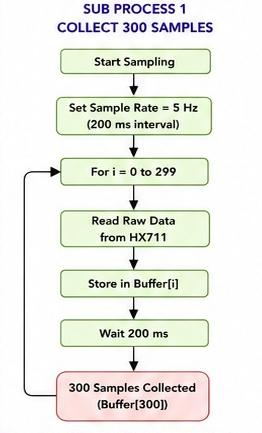 SUB PROCESS 1
COLLECT 300 SAMPLES
Start Sampling
Set Sample Rate = 5 Hz
(200 ms interval)
For i = 0 to 299
Read Raw Data
from HX711
Store in Buffer[i]
Wait 200 ms
300 Samples Collected
(Buffer[300])